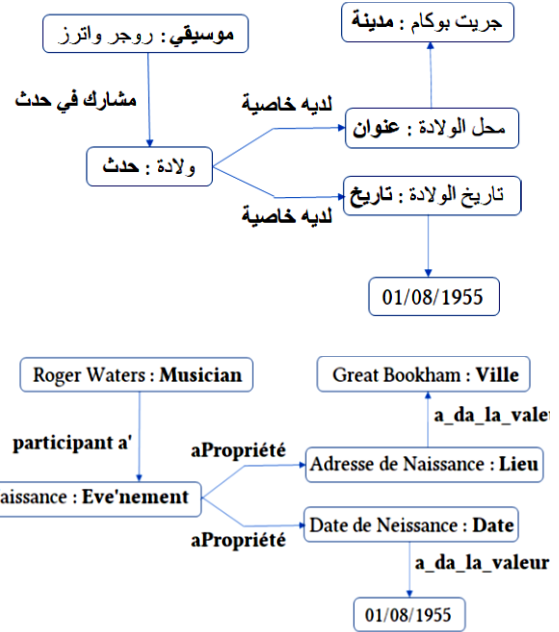 موسيقي : روجر واترز
جريت بوكام : مدينة
مشارك في حدث
لديه خاصية
محل الولادة : عنوان
ولادة : حدث
تاريخ الولادة : تاريخ
لديه خاصية
01/08/1955
Roger Waters : Musician
Great Bookham : Ville
a_da_la_valeu
participant a'
aPropriété
Adresse de Naissance : Lieu
aissance : Eve'nement
Date de Neissance : Date
aPropriété
a_da_la_valeur
01/08/1955